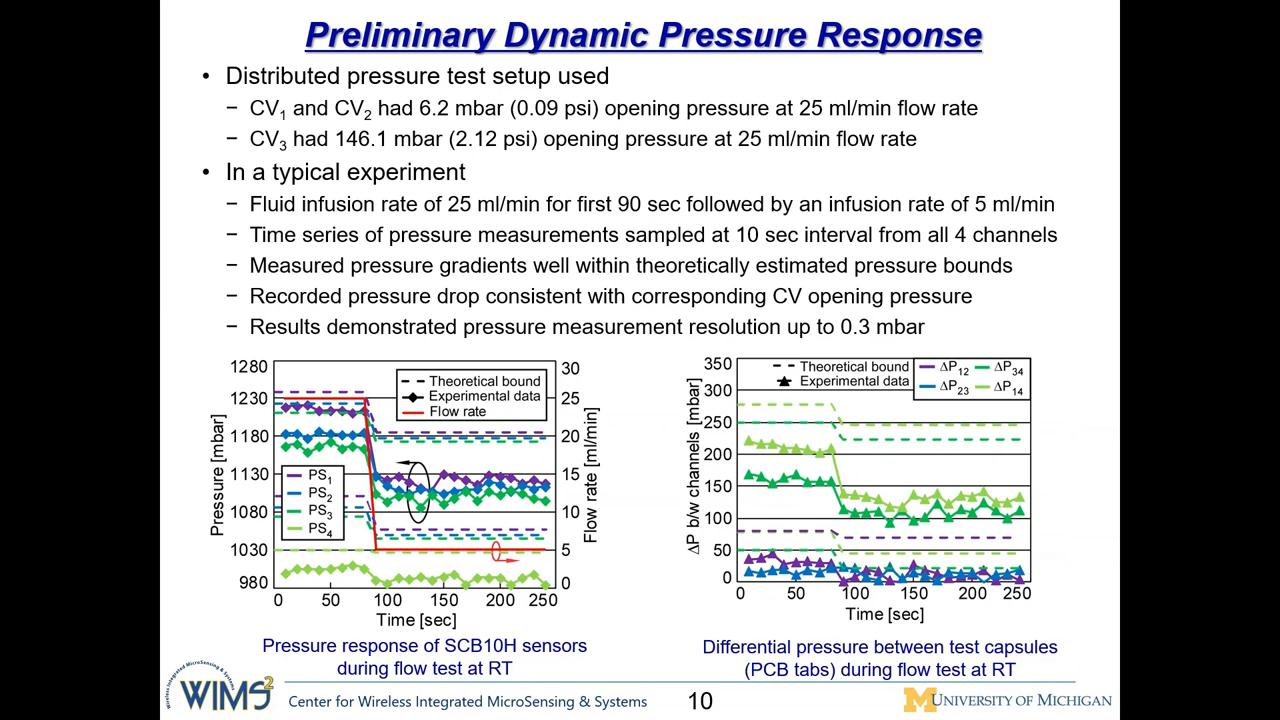 Preliminary Dynamic Pressure Response
• Distributed pressure test setup used
− CV1 and CV2 had 6.2 mbar (0.09 psi) opening pressure at 25 ml/min flow rate
− CV3 had 146.1 mbar (2.12 psi) opening pressure at 25 ml/min flow rate
• In a typical experiment
− Fluid infusion rate of 25 ml/min for first 90 sec followed by an infusion rate of 5 ml/min
− Time series of pressure measurements sampled at 10 sec interval from all 4 channels
− Measured pressure gradients well within theoretically estimated pressure bounds
− Recorded pressure drop consistent with corresponding CV opening pressure
− Results demonstrated pressure measurement resolution up to 0.3 mbar
Pressure [mbar]
1280
1230
1180
1130
1080
1030
980
Theoretical bound
Experimental data
Flow rate
PS1
PS2
PS3
PS4
30
25
20
15
10
5
0
Flow rate [ml/min]
0 50 100 150 200 250
Time [sec]
Pressure response of SCB10H sensors
during flow test at RT
ΔP b/w channels [mbar]
350
300
250
200
150
100
50
0
Theoretical bound
Experimental data
ΔP12 ΔP34
ΔP23 ΔP14
0 50 100 150 200 250
Time [sec]
Differential pressure between test capsules
(PCB tabs) during flow test at RT
Wireless Integrated MicroSensing & Systems
WIMS2
Center for Wireless Integrated MicroSensing & Systems
10
M UNIVERSITY OF MICHIGAN